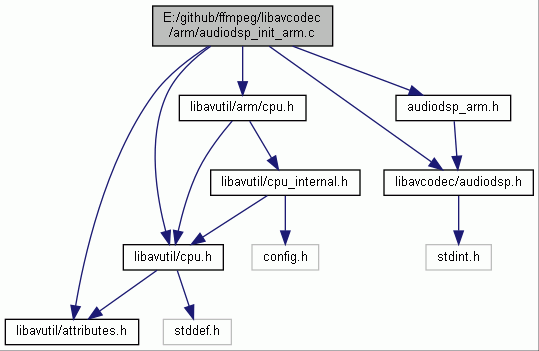 E:/github/ffmpeg/libavcodec
/arm/audiodsp_init_arm.c
libavutil/arm/cpu.h
audiodsp_arm.h
libavutil/cpu_internal.h
libavcodec/audiodsp.h
libavutil/cpu.h
config.h
stdint.h
libavutil/attributes.h
stddef.h